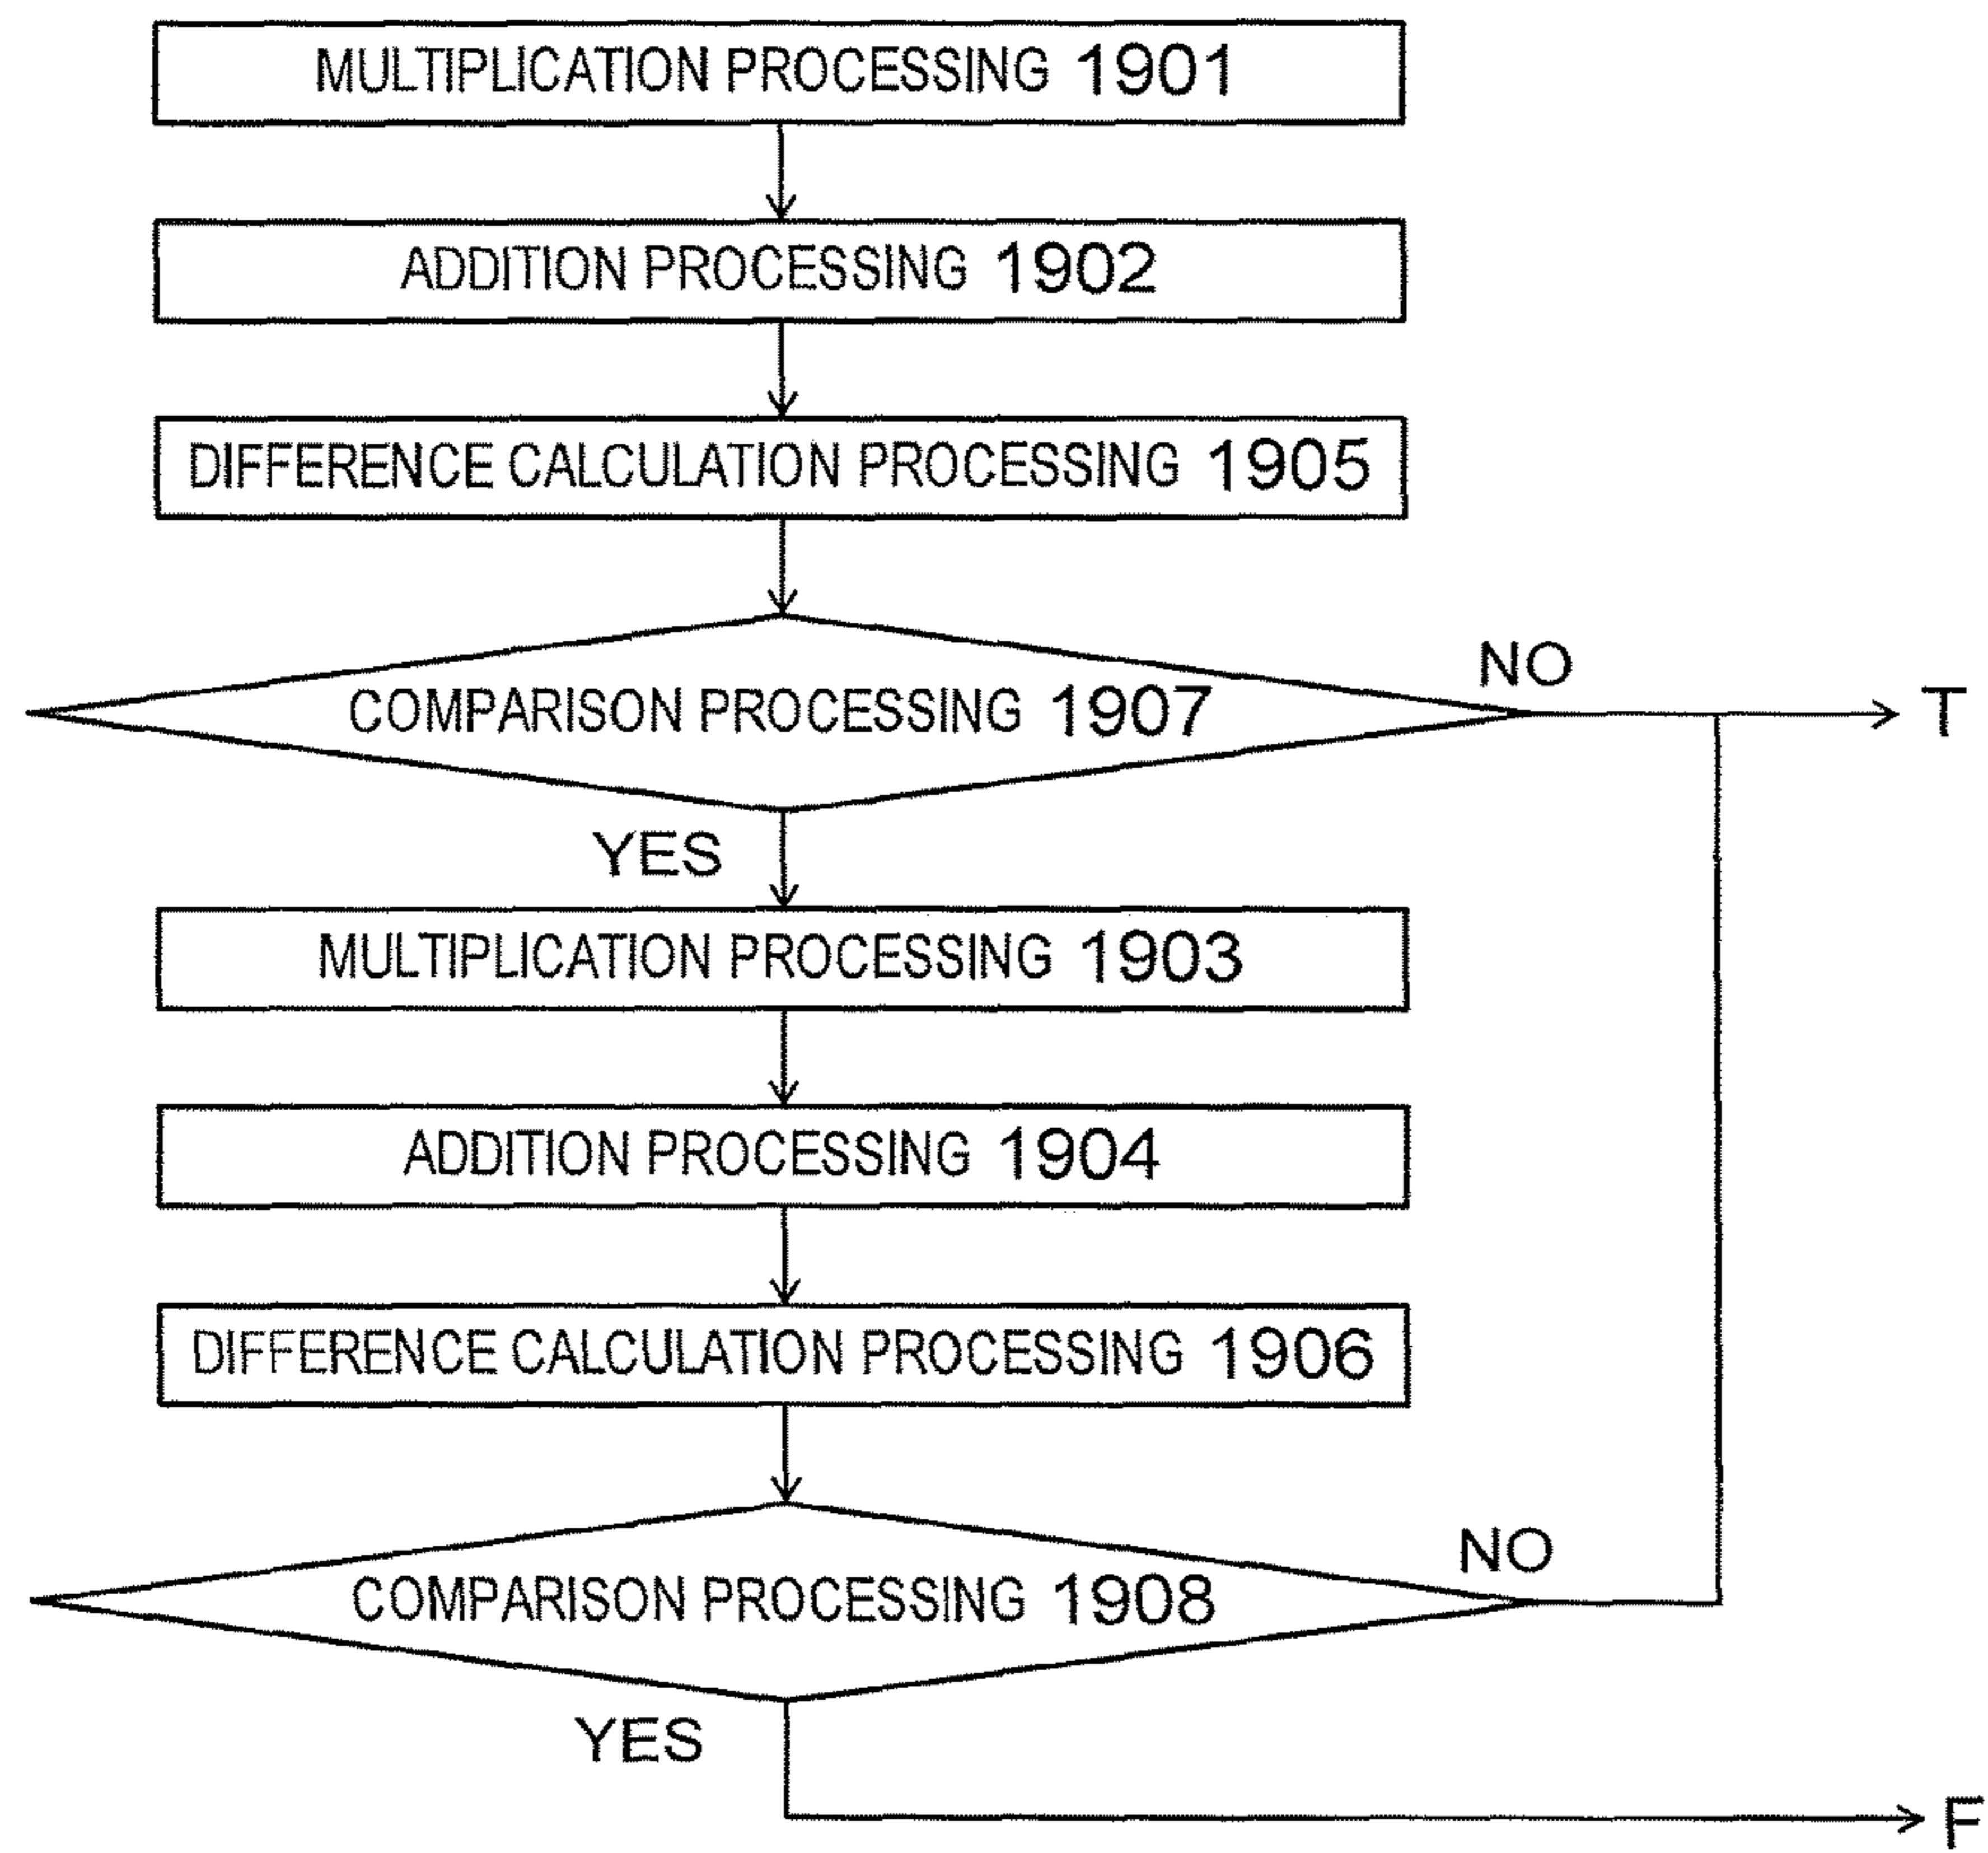 MULTIPLICATION PROCESSING 1901
ADDITION PROCESSING 1902
DIFFERENCE CALCULATION PROCESSING 1905
NO
COMPARISON PROCESSING 1907
T
YES
MULTIPLICATION PROCESSING 1903
ADDITION PROCESSING 1904
DIFFERENCE CALCULATION PROCESSING 1906
NO
COMPARISON PROCESSING 1908
YES
F